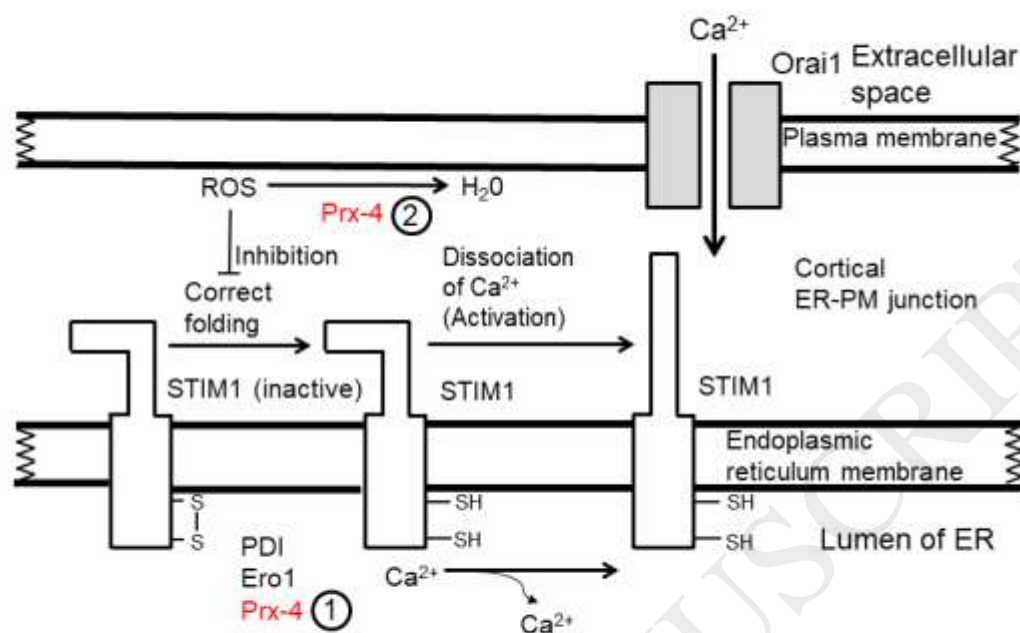 Ca²⁺
Orai1 Extracellular
space
Plasma membrane
ROS
H₂0
Prx-4 2
Inhibition
Correct
folding
Dissociation
of Ca²⁺
(Activation)
Cortical
ER-PM junction
STIM1 (inactive)
STIM1
STIM1
Endoplasmic
reticulum membrane
S
S
SH
SH
SH
SH
Lumen of ER
PDI
Ero1
Prx-4 1
Ca²⁺
Ca²⁺